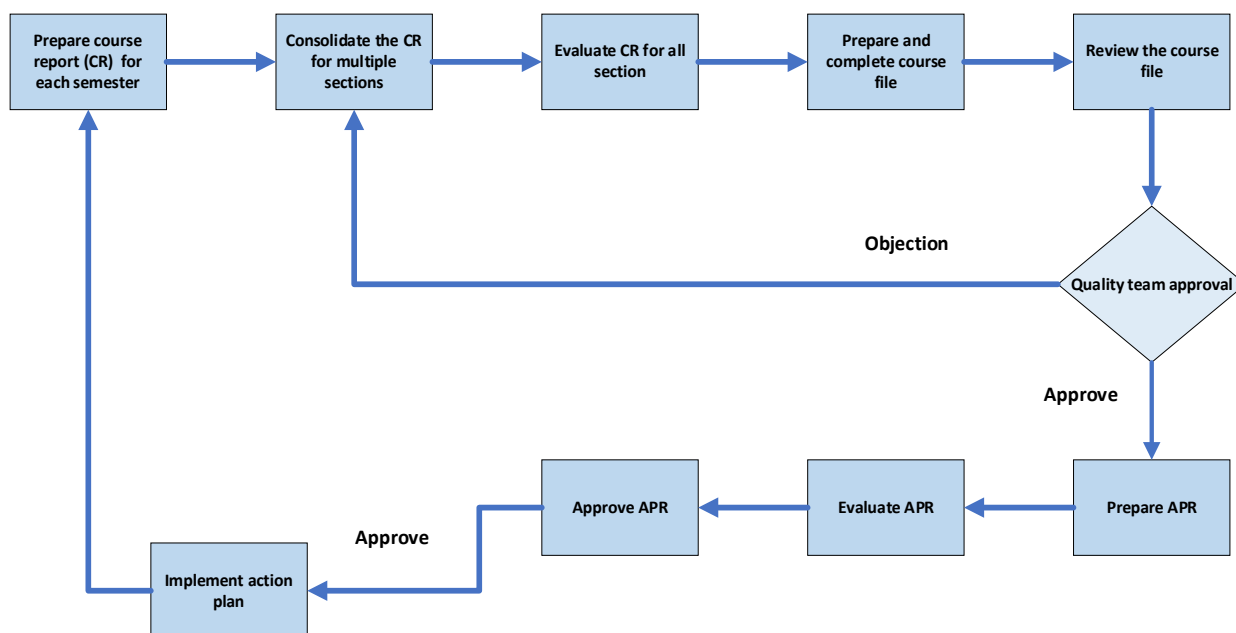 Prepare course
report (CR)  for
each semester
Consolidate the CR
for multiple
sections
Evaluate CR for all
section
Prepare and
complete course
file
Review the course
file
Objection
Quality team approval
Approve
Approve APR
Evaluate APR
Prepare APR
Approve
Implement action
plan